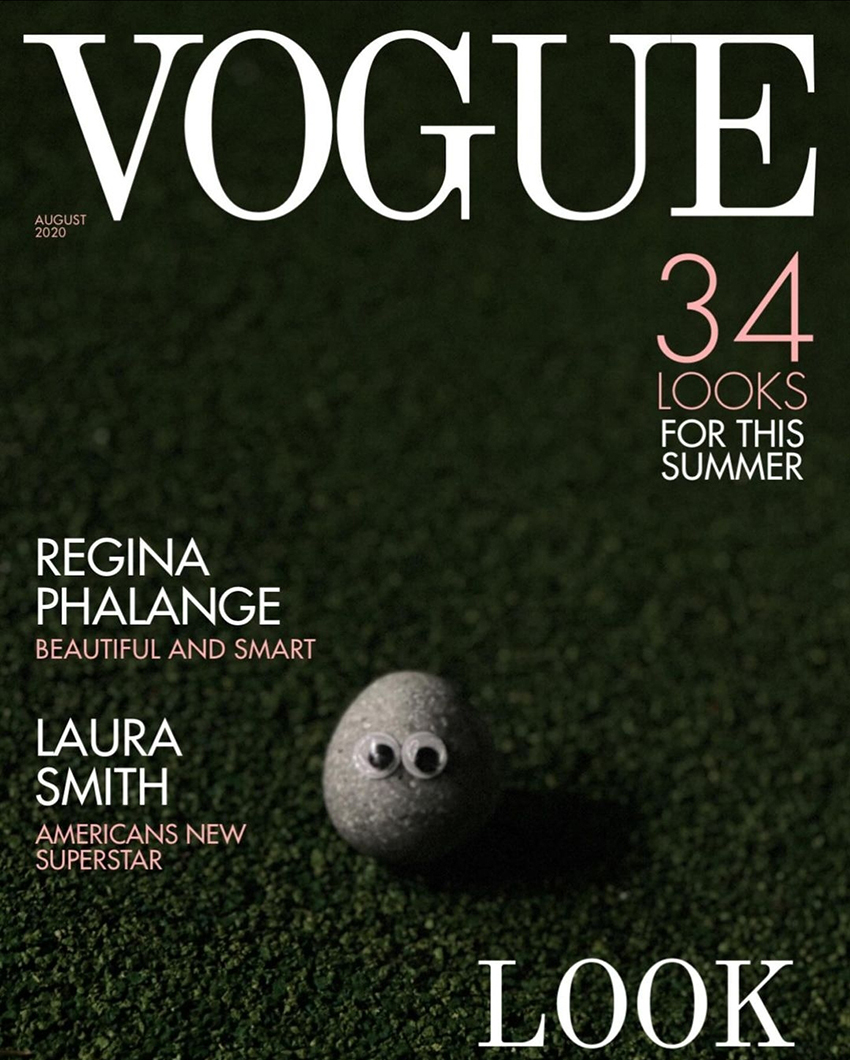 VOGUE
AUGUST
2020
34
LOOKS
FOR THIS
SUMMER
REGINA
PHALANGE
BEAUTIFUL AND SMART
LAURA
SMITH
AMERICANS NEW
SUPERSTAR
LOOK